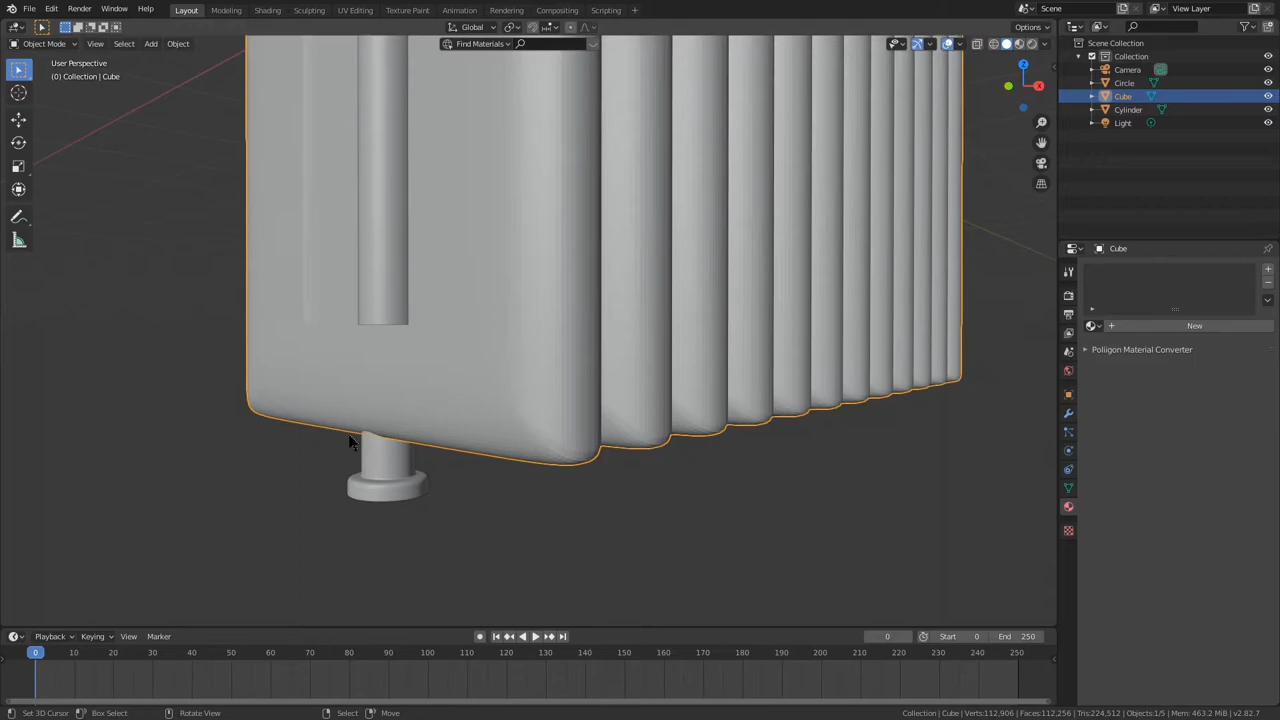 File Edit Render Window Help Layout Modeling Shading Sculpting UV Editing Texture Paint Animation Rendering Compositing Scripting + Scene View Layer
Global Options
Object Mode View Select Add Object Find Materials
User Perspective
(0) Collection | Cube
Z
X
Scene Collection
Collection
Camera
Circle
Cube
Cylinder
Light
Cube
+ New
Poliigon Material Converter
Playback Keying View Marker 0 Start 0 End 250
0 10 20 30 40 50 60 70 80 90 100 110 120 130 140 150 160 170 180 190 200 210 220 230 240 250
Set 3D Cursor Box Select Rotate View Select Move Collection | Cube | Verts:112,906 | Faces:112,256 | Tris:224,512 | Objects:1/5 | Mem: 463.2 MiB | v2.82.7